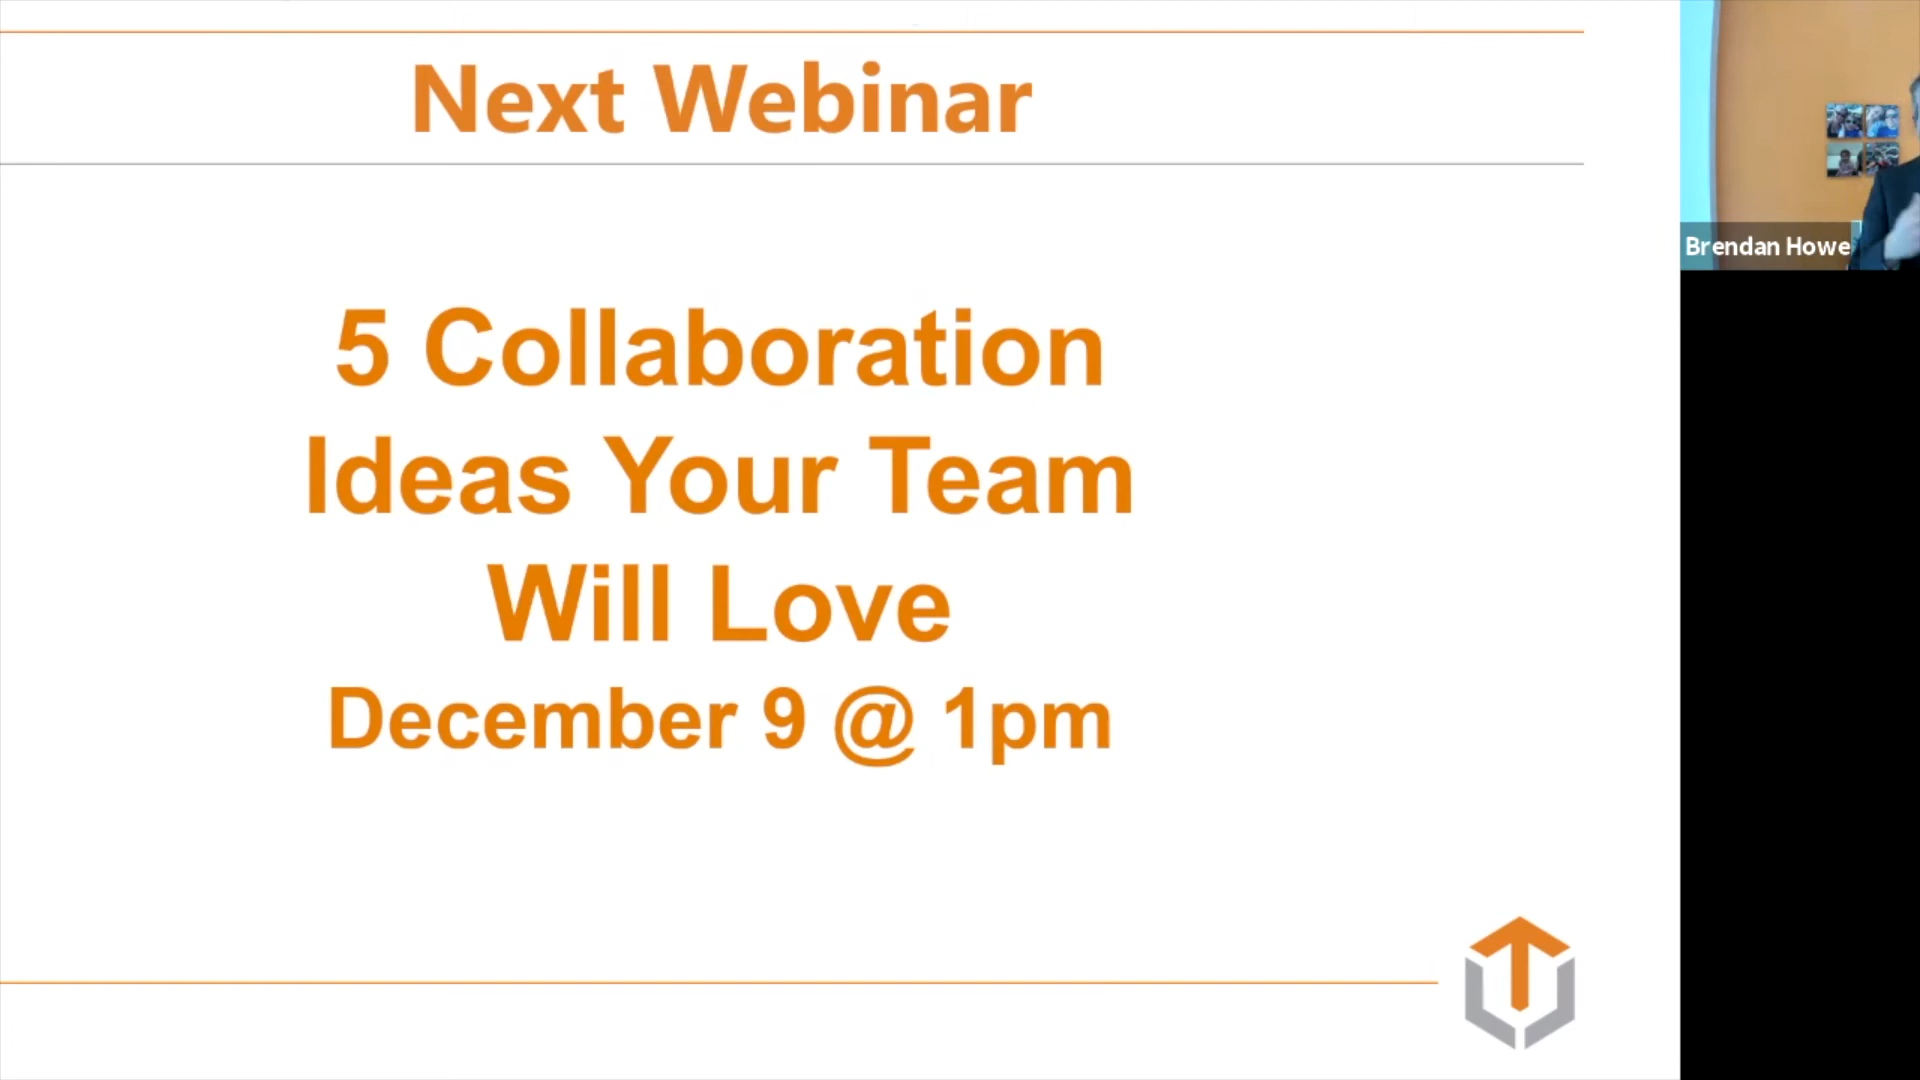 Next Webinar
5 Collaboration
Ideas Your Team
Will Love
December 9 @ 1pm
Brendan Howe